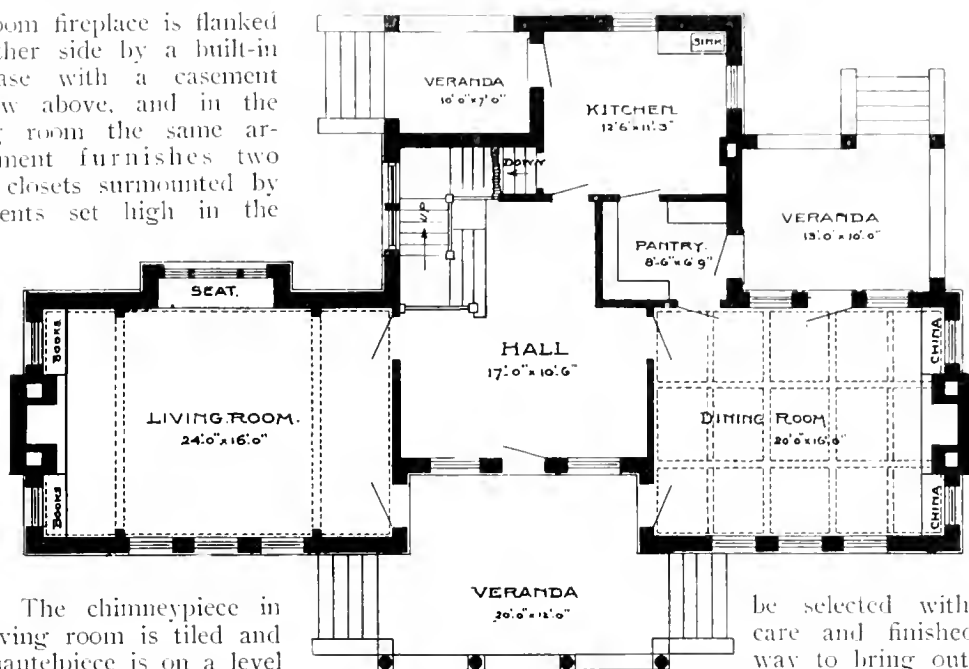 oom fireplace is flanked
ther side by a built-in
ase with a casement
w above, and in the
g room the same ar-
ment furnishes two
closets surmounted by
ents set high in the
VERANDA
10'0"x7'0"
KITCHEN.
12'6"x11'3"
SINK
DOWN
UP
PANTRY.
8'-6"x6'9"
VERANDA
13'0"x10'0"
SEAT.
BOOKS
LIVING ROOM.
24'0"x16'0"
BOOKS
HALL
17'0"x10'6"
DINING ROOM
20'0"x16'0"
CHINA
CHINA
VERANDA
20'0"x12'0"
The chimneypiece in
ving room is tiled and
antelpiece is on a level
be selected with
care and finished
way to bring out